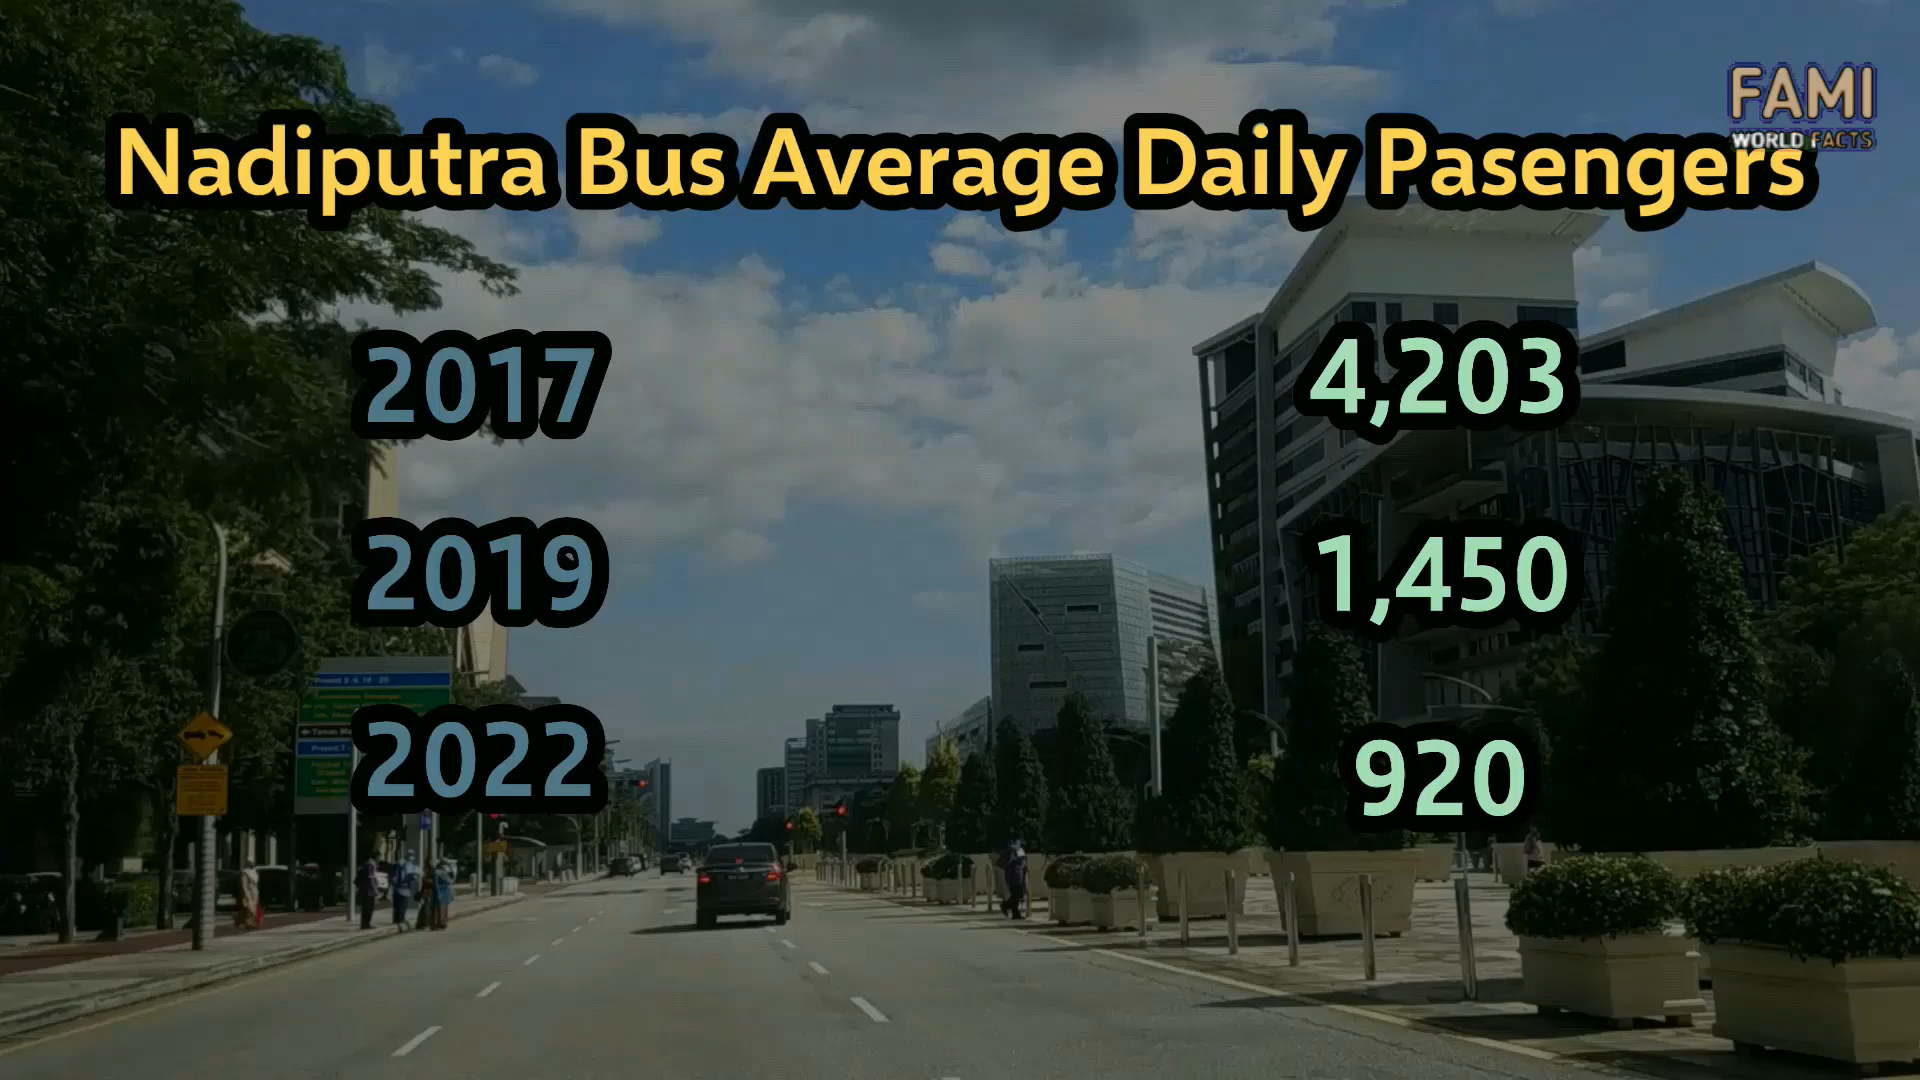 FAMI
WORLD FACTS
Nadiputra Bus Average Daily Pasengers
2017 4,203
2019 1,450
2022 920